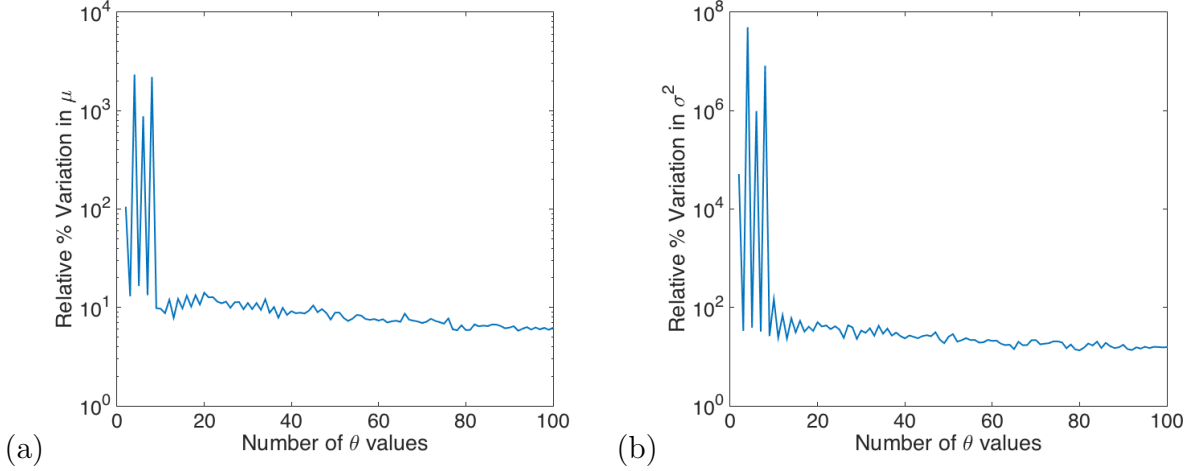 10^4
10^3
10^2
10^1
10^0
Relative % Variation in μ
0 20 40 60 80 100
Number of θ values
(a)
10^8
10^6
10^4
10^2
10^0
Relative % Variation in σ^2
0 20 40 60 80 100
Number of θ values
(b)